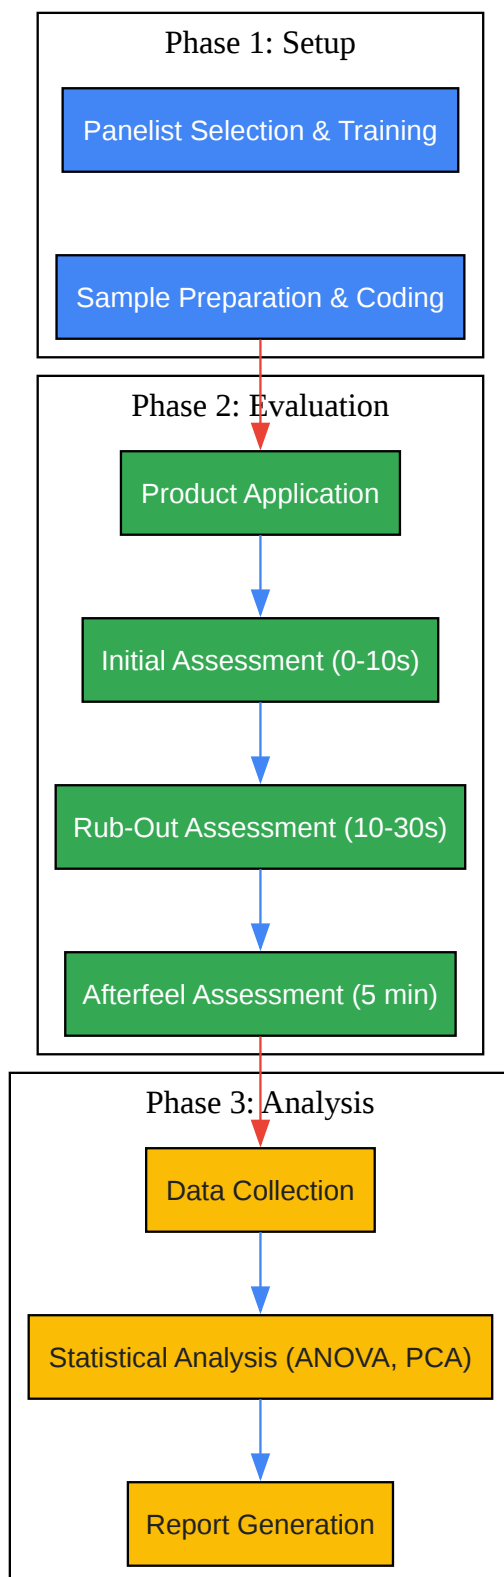 Phase 1: Setup
Panelist Selection & Training
Sample Preparation & Coding
Phase 2: Evaluation
Product Application
Initial Assessment (0-10s)
Rub-Out Assessment (10-30s)
Afterfeel Assessment (5 min)
Phase 3: Analysis
Data Collection
Statistical Analysis (ANOVA, PCA)
Report Generation